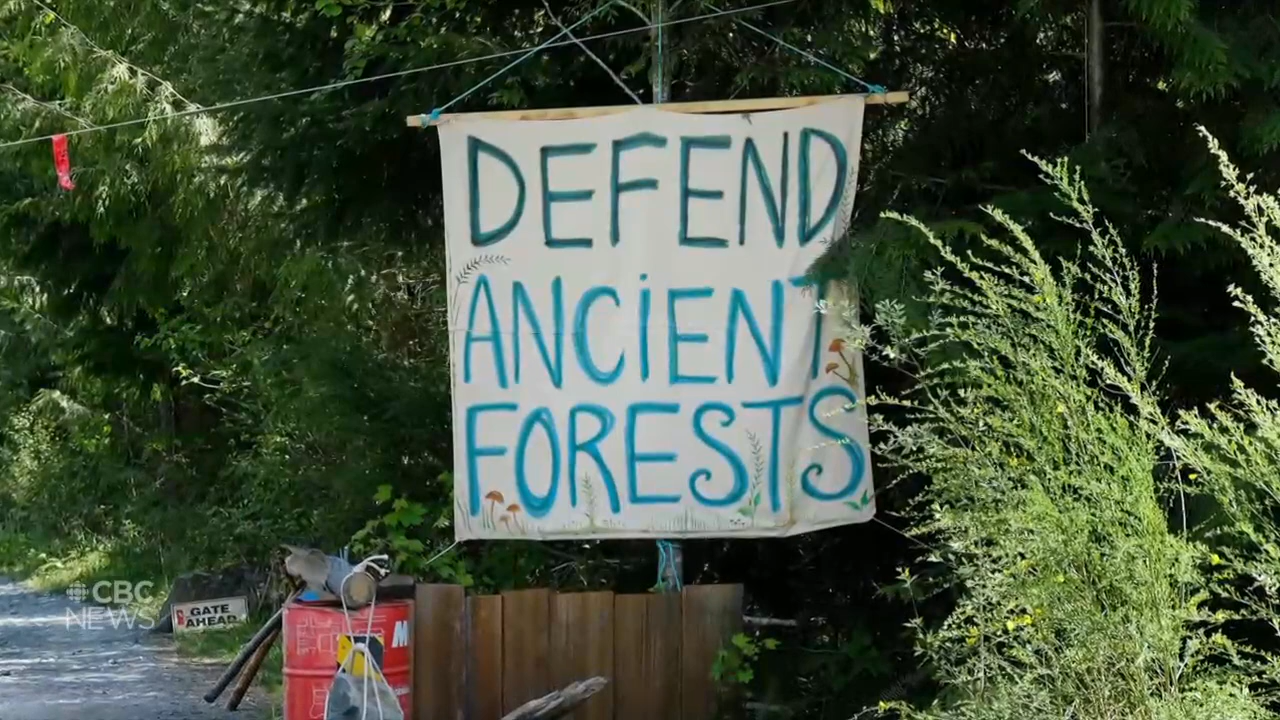 DEFEND
ANCIENT
FORESTS
CBC
NEWS
GATE
AHEAD
M